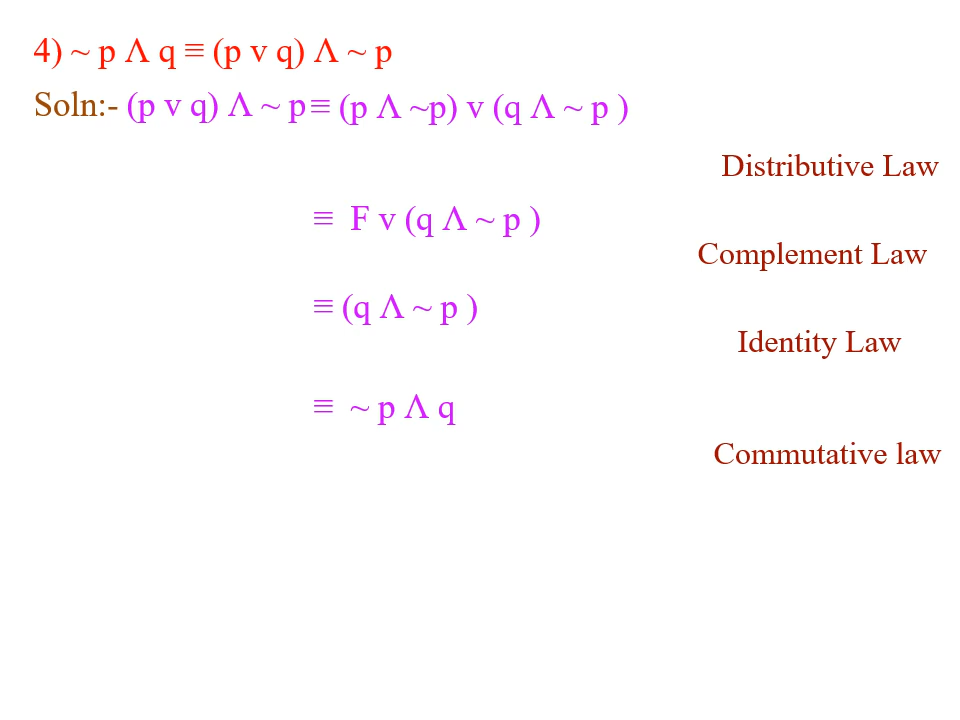 4) ~ p Λ q ≡ (p v q) Λ ~ p
Soln:- (p v q) Λ ~ p ≡ (p Λ ~p) v (q Λ ~ p )
Distributive Law
≡ F v (q Λ ~ p )
Complement Law
≡ (q Λ ~ p )
Identity Law
≡ ~ p Λ q
Commutative law